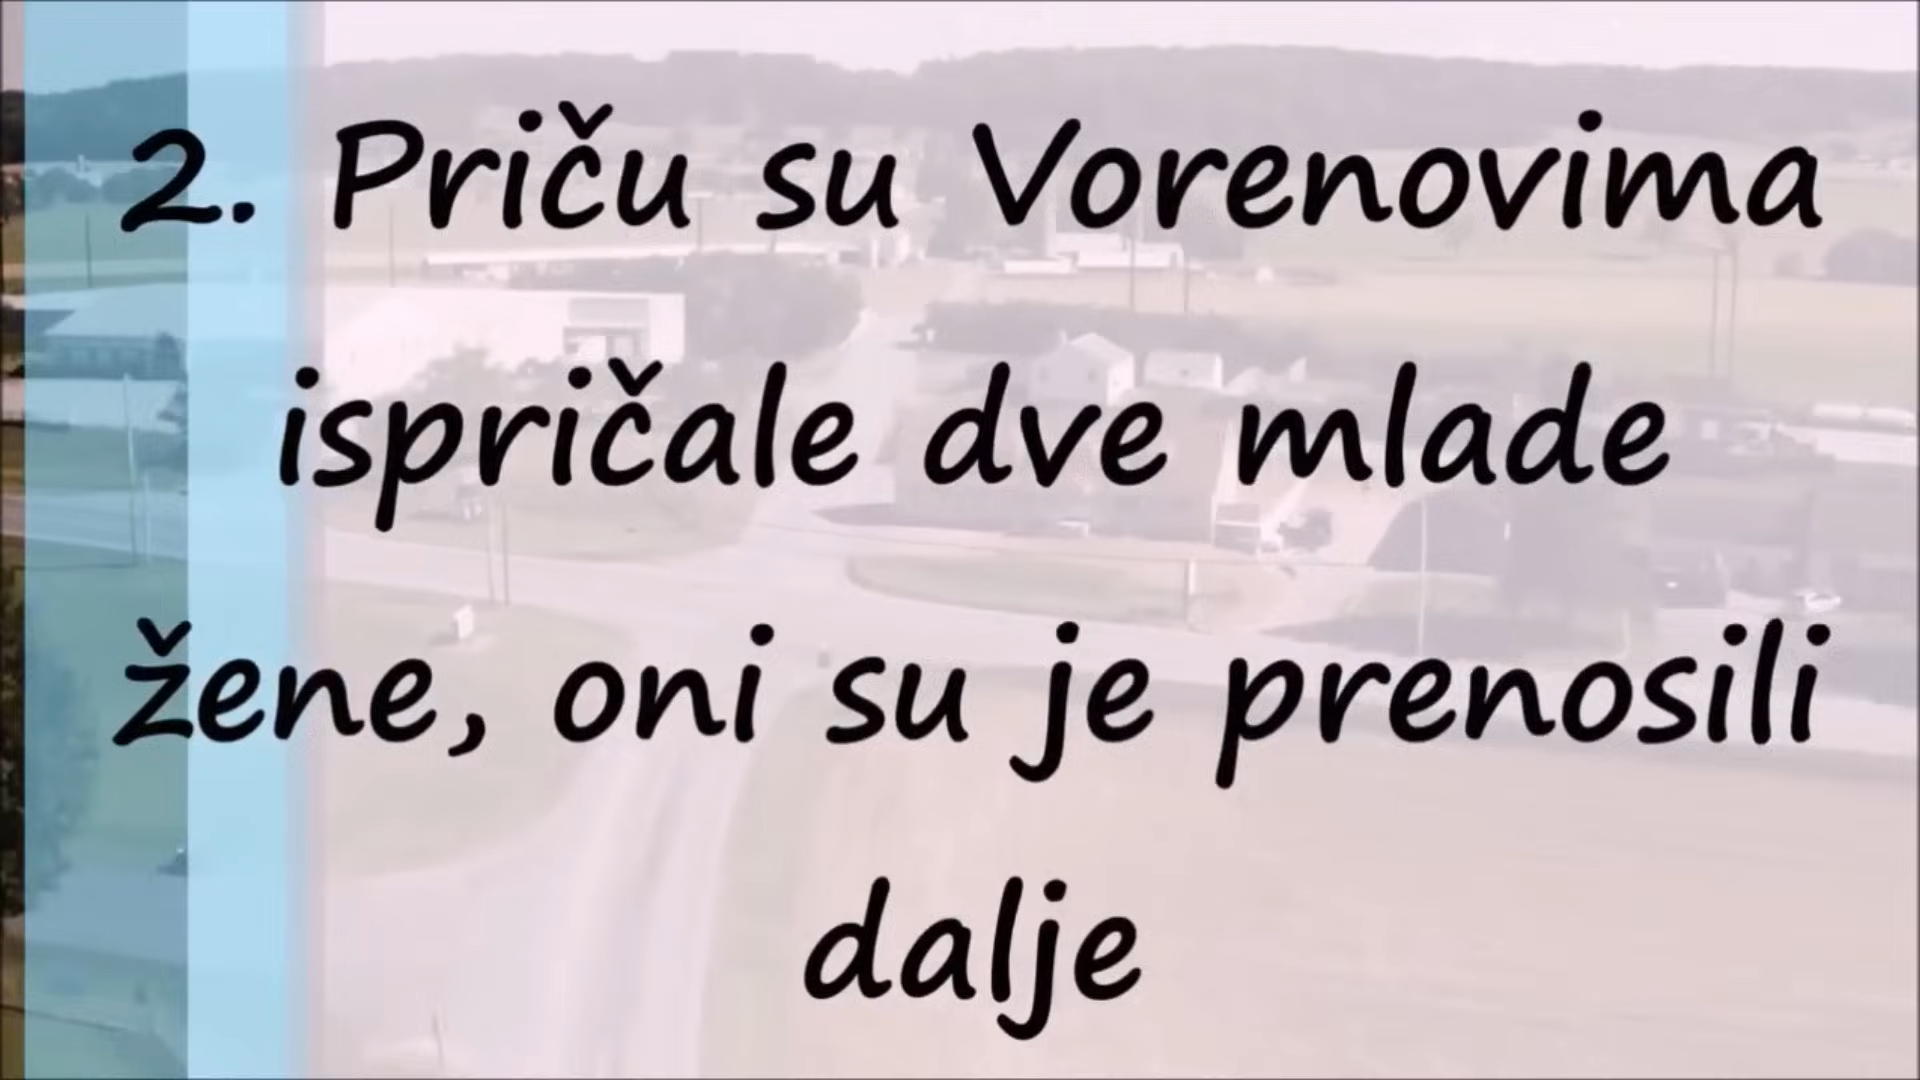 2. Priču su Vorenovima
ispričale dve mlade
žene, oni su je prenosili
dalje